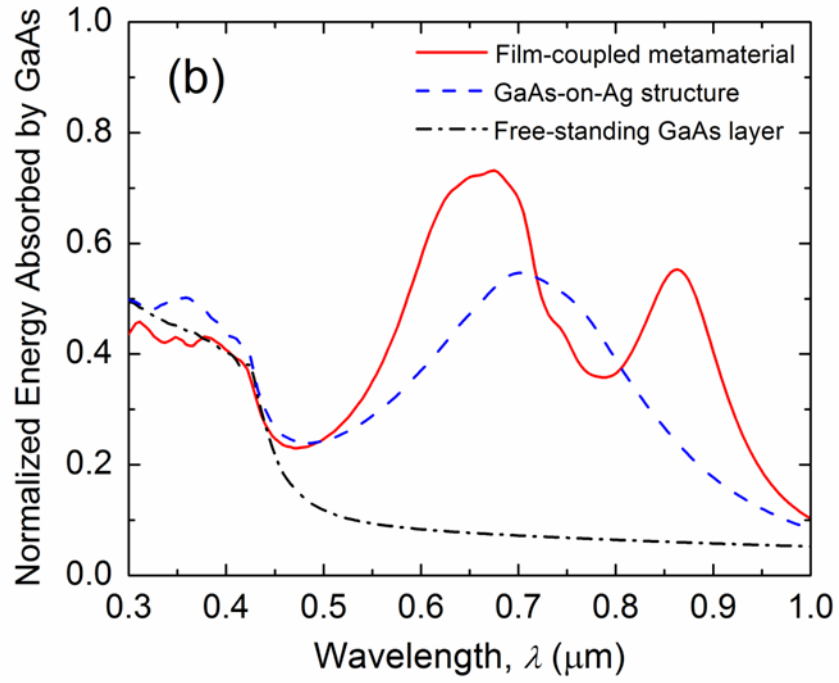 (b)
Film-coupled metamaterial
GaAs-on-Ag structure
Free-standing GaAs layer
Normalized Energy Absorbed by GaAs
1.0
0.8
0.6
0.4
0.2
0.0
0.3 0.4 0.5 0.6 0.7 0.8 0.9 1.0
Wavelength, λ (μm)